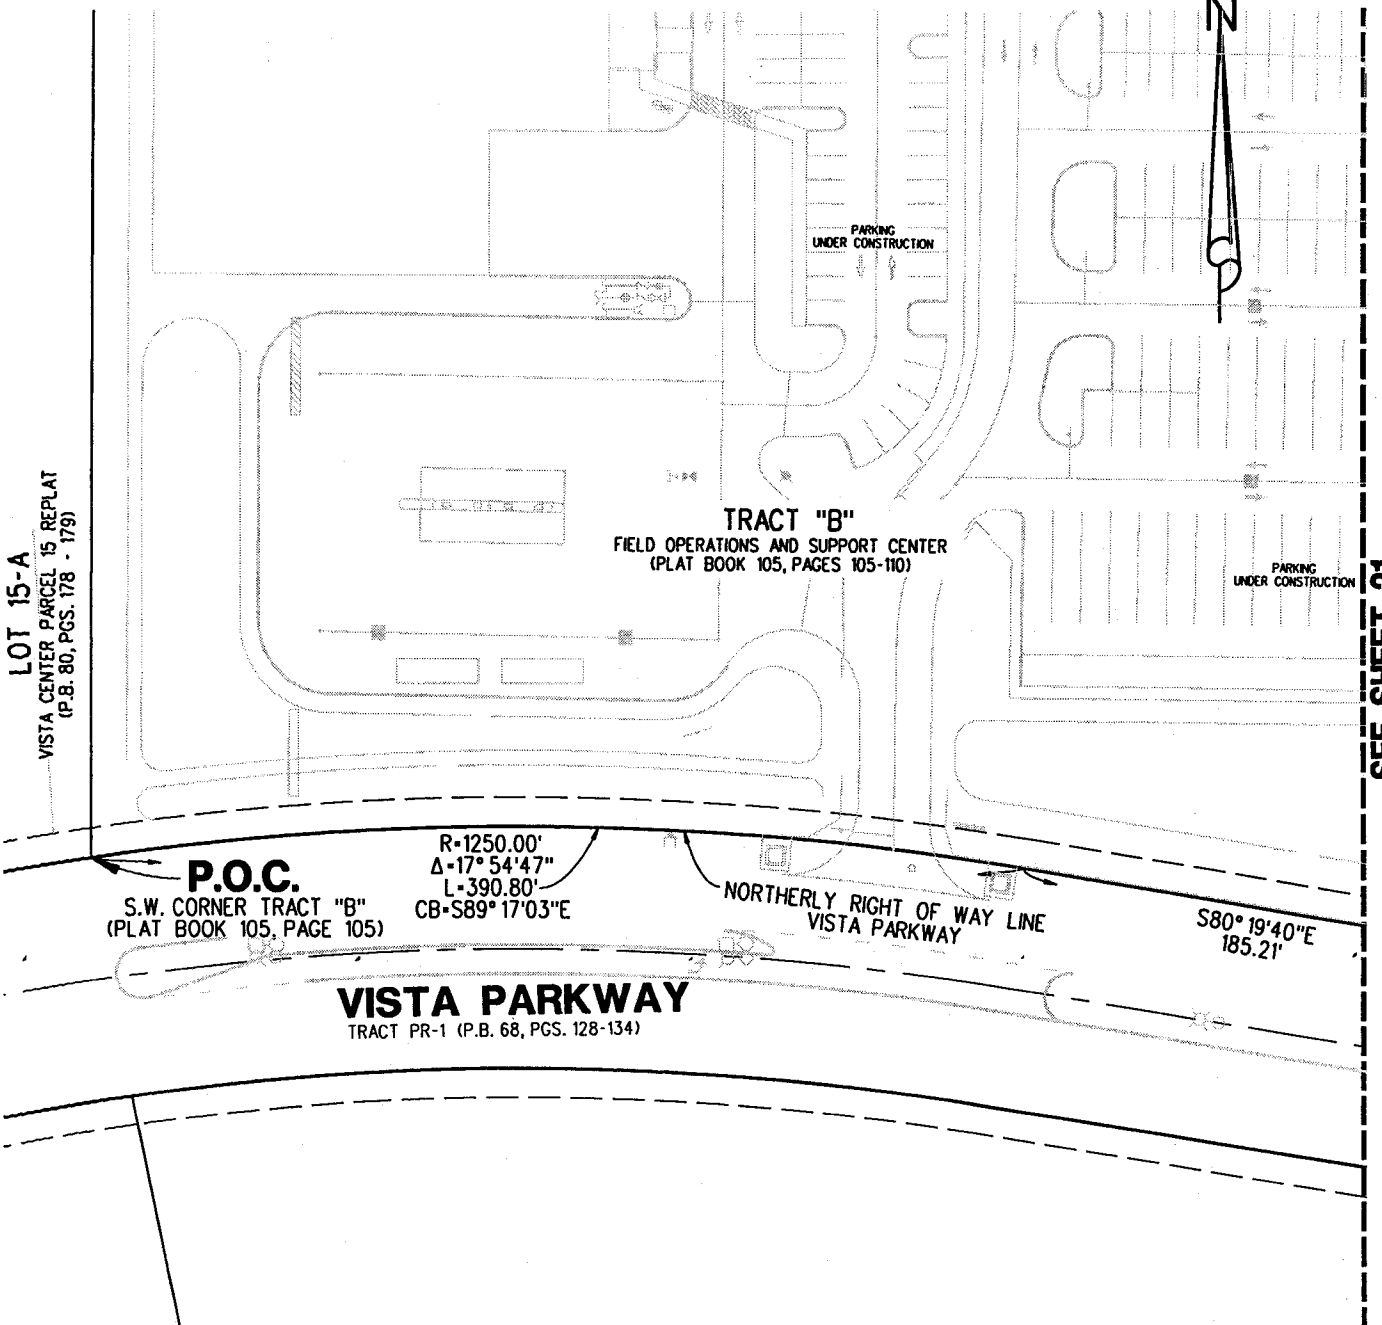 N
PARKING
UNDER CONSTRUCTION
LOT 15-A
VISTA CENTER PARCEL 15 REPLAT
(P.B. 80, PGS. 178 - 179)
TRACT "B"
FIELD OPERATIONS AND SUPPORT CENTER
(PLAT BOOK 105, PAGES 105-110)
PARKING
UNDER CONSTRUCTION
R=1250.00'
Δ=17° 54'47"
L=390.80'
CB=S89° 17'03"E
P.O.C.
S.W. CORNER TRACT "B"
(PLAT BOOK 105, PAGE 105)
NORTHERLY RIGHT OF WAY LINE
VISTA PARKWAY
S80° 19'40"E
185.21'
VISTA PARKWAY
TRACT PR-1 (P.B. 68, PGS. 128-134)
SEE SHEET